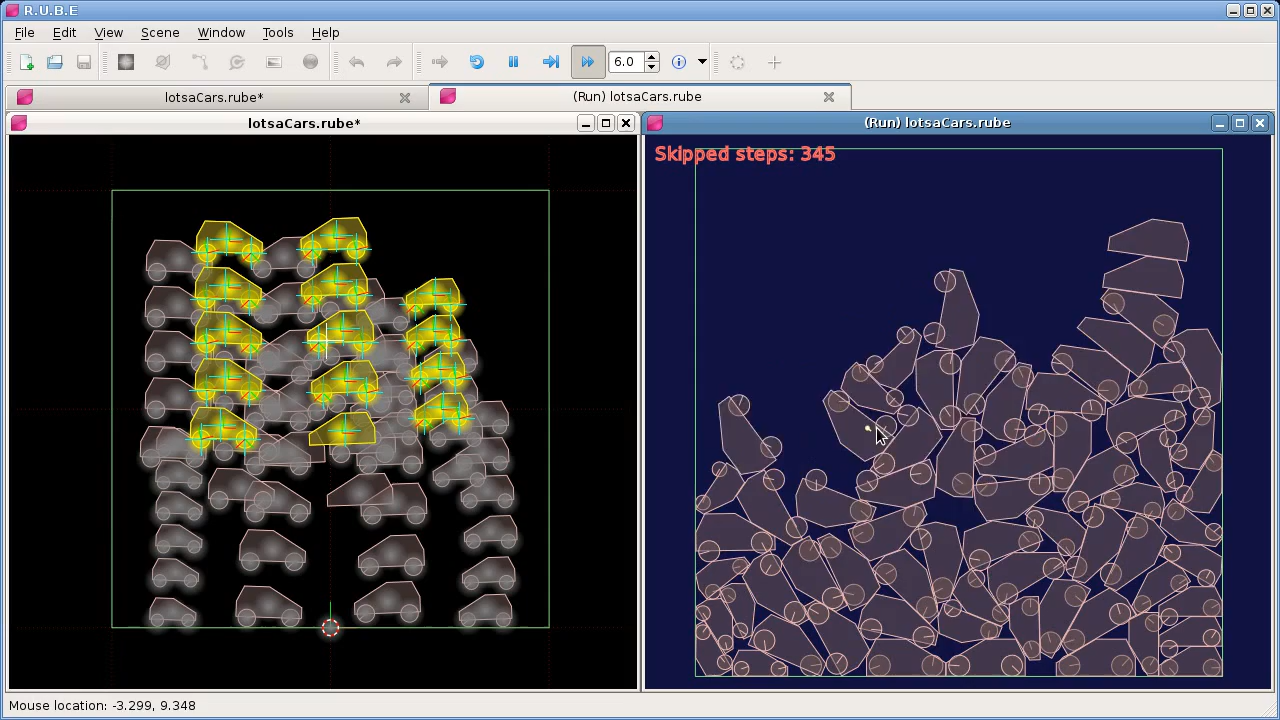 R.U.B.E
File Edit View Scene Window Tools Help
6.0
lotsaCars.rube*
(Run) lotsaCars.rube
lotsaCars.rube*
(Run) lotsaCars.rube
Skipped steps: 345
Mouse location: -3.299, 9.348